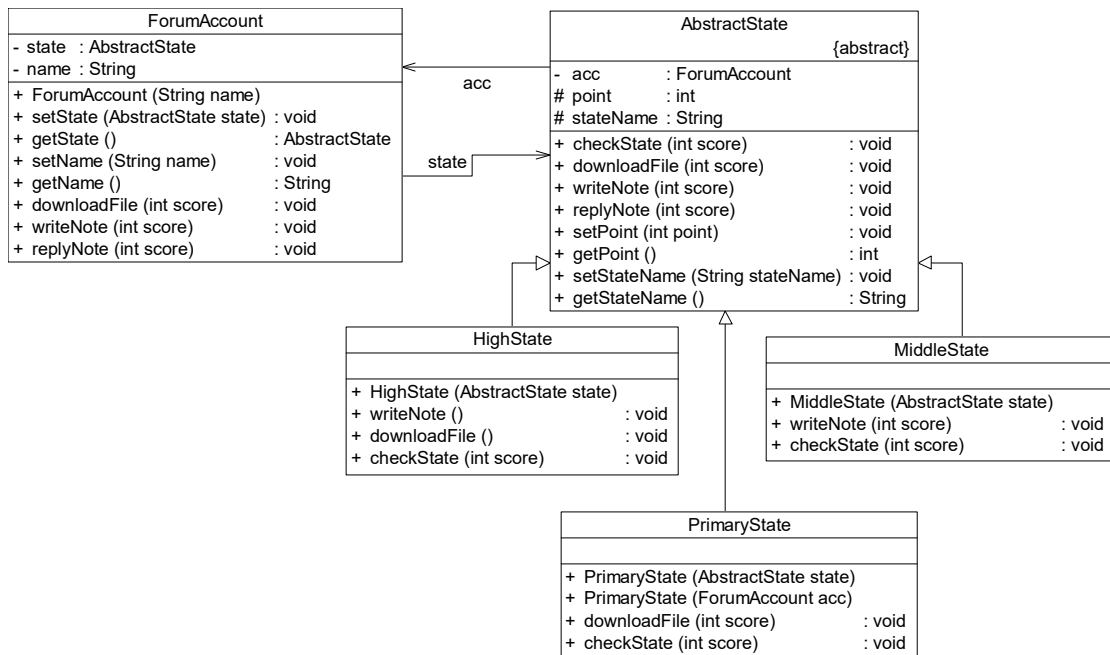 ForumAccount
- state : AbstractState
- name : String
+ ForumAccount (String name)
+ setState (AbstractState state) : void
+ getState () : AbstractState
+ setName (String name) : void
+ getName () : String
+ downloadFile (int score) : void
+ writeNote (int score) : void
+ replyNote (int score) : void
acc
state
AbstractState
{abstract}
- acc : ForumAccount
# point : int
# stateName : String
+ checkState (int score) : void
+ downloadFile (int score) : void
+ writeNote (int score) : void
+ replyNote (int score) : void
+ setPoint (int point) : void
+ getPoint () : int
+ setStateName (String stateName) : void
+ getStateName () : String
HighState
+ HighState (AbstractState state)
+ writeNote () : void
+ downloadFile () : void
+ checkState (int score) : void
MiddleState
+ MiddleState (AbstractState state)
+ writeNote (int score) : void
+ checkState (int score) : void
PrimaryState
+ PrimaryState (AbstractState state)
+ PrimaryState (ForumAccount acc)
+ downloadFile (int score) : void
+ checkState (int score) : void